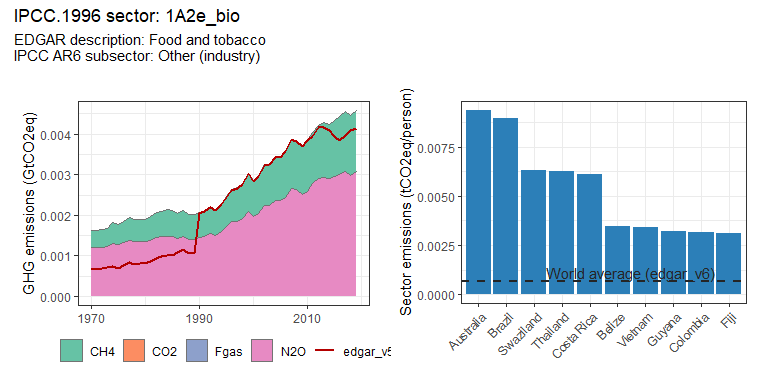 IPCC.1996 sector: 1A2e_bio
EDGAR description: Food and tobacco
IPCC AR6 subsector: Other (industry)
GHG emissions (GtCO2eq)
0.004
0.003
0.002
0.001
0.000
1970
1990
2010
CH4
CO2
Fgas
N2O
edgar_v6
Sector emissions (tCO2eq/person)
0.0075
0.0050
0.0025
0.0000
World average (edgar_v6)
Australia
Brazil
Swaziland
Thailand
Costa Rica
Belize
Vietnam
Guyana
Colombia
Fiji